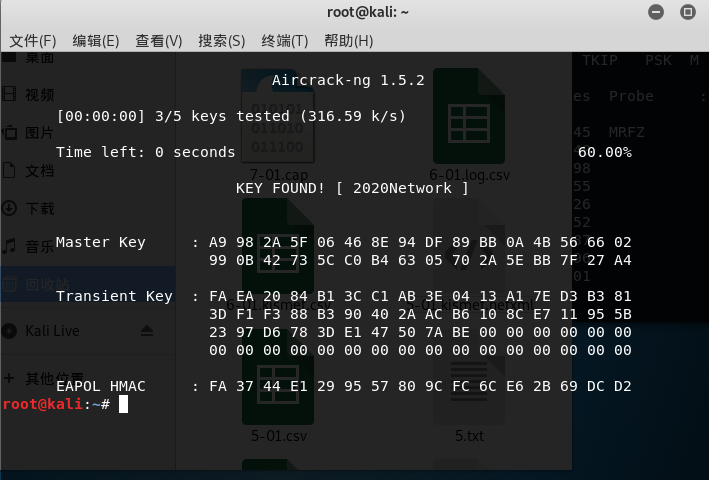 root@kali: ~
文件(F) 编辑(E) 查看(V) 搜索(S) 终端(T) 帮助(H)
Aircrack-ng 1.5.2
[00:00:00] 3/5 keys tested (316.59 k/s)
Time left: 0 seconds 60.00%
KEY FOUND! [ 2020Network ]
Master Key : A9 98 2A 5F 06 46 8E 94 DF 89 BB 0A 4B 56 66 02
99 0B 42 73 5C C0 B4 63 05 70 2A 5E BB 7F 27 A4
Transient Key : FA EA 20 84 B1 3C C1 AB 3E 04 13 A1 7E D3 B3 81
3D F1 F3 88 B3 90 40 2A AC B6 10 8C E7 11 95 5B
23 97 D6 78 3D E1 47 50 7A BE 00 00 00 00 00 00
00 00 00 00 00 00 00 00 00 00 00 00 00 00 00 00
EAPOL HMAC : FA 37 44 E1 29 95 57 80 9C FC 6C E6 2B 69 DC D2
root@kali:~#
桌面
视频
图片
文档
下载
音乐
回收站
Kali Live
其他位置
7-01.cap
6-01.log.csv
6-01.kismet.csv
5-01.kismet.netxml
5-01.csv
5.txt
TKIP PSK M
es Probe :
45 MRFZ
98
55
26
52
01